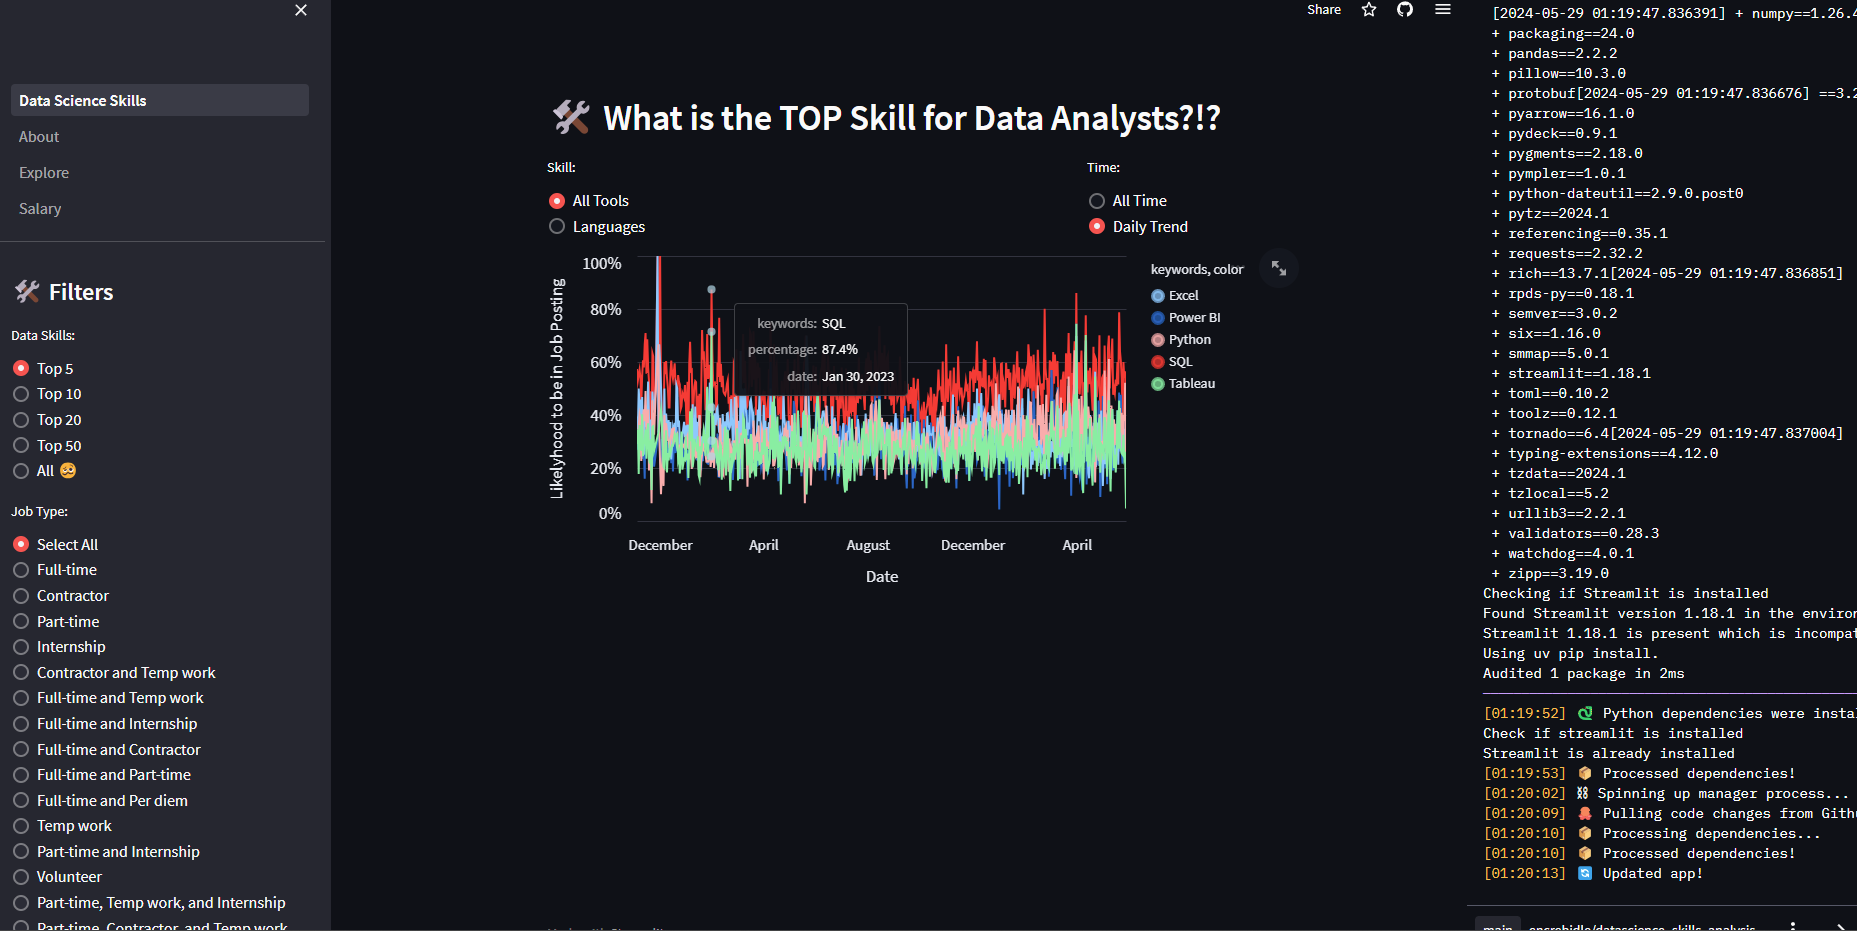 Data Science Skills
About
Explore
Salary
Filters
Data Skills:
Top 5
Top 10
Top 20
Top 50
All
Job Type:
Select All
Full-time
Contractor
Part-time
Internship
Contractor and Temp work
Full-time and Temp work
Full-time and Internship
Full-time and Contractor
Full-time and Part-time
Full-time and Per diem
Temp work
Part-time and Internship
Volunteer
Part-time, Temp work, and Internship
Part-time, Contractor, and Temp work
Share
What is the TOP Skill for Data Analysts?!?
Skill:
All Tools
Languages
Time:
All Time
Daily Trend
Likelyhood to be in Job Posting
100%
80%
60%
40%
20%
0%
December
April
August
December
April
Date
keywords: SQL
percentage: 87.4%
date: Jan 30, 2023
keywords, color
Excel
Power BI
Python
SQL
Tableau
[2024-05-29 01:19:47.836391] + numpy==1.26.4
+ packaging==24.0
+ pandas==2.2.2
+ pillow==10.3.0
+ protobuf[2024-05-29 01:19:47.836676] ==3.2
+ pyarrow==16.1.0
+ pydeck==0.9.1
+ pygments==2.18.0
+ pympler==1.0.1
+ python-dateutil==2.9.0.post0
+ pytz==2024.1
+ referencing==0.35.1
+ requests==2.32.2
+ rich==13.7.1[2024-05-29 01:19:47.836851]
+ rpds-py==0.18.1
+ semver==3.0.2
+ six==1.16.0
+ smmap==5.0.1
+ streamlit==1.18.1
+ toml==0.10.2
+ toolz==0.12.1
+ tornado==6.4[2024-05-29 01:19:47.837004]
+ typing-extensions==4.12.0
+ tzdata==2024.1
+ tzlocal==5.2
+ urllib3==2.2.1
+ validators==0.28.3
+ watchdog==4.0.1
+ zipp==3.19.0
Checking if Streamlit is installed
Found Streamlit version 1.18.1 in the environ
Streamlit 1.18.1 is present which is incompat
Using uv pip install.
Audited 1 package in 2ms
[01:19:52] Python dependencies were instal
Check if streamlit is installed
Streamlit is already installed
[01:19:53] Processed dependencies!
[01:20:02] Spinning up manager process...
[01:20:09] Pulling code changes from Githu
[01:20:10] Processing dependencies...
[01:20:10] Processed dependencies!
[01:20:13] Updated app!
main